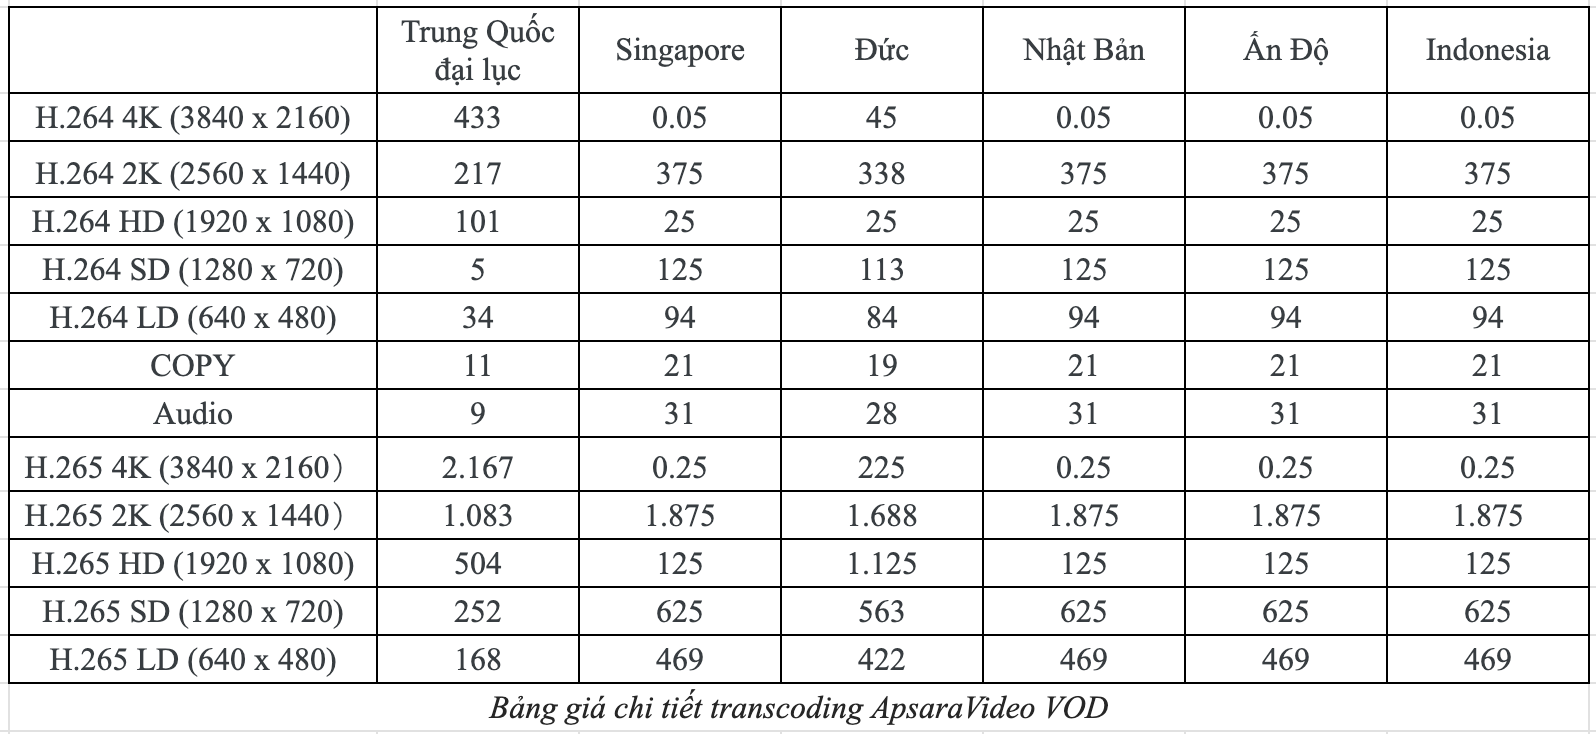 Trung Quốc đại lục Singapore Đức Nhật Bản Ấn Độ Indonesia
H.264 4K (3840 x 2160) 433 0.05 45 0.05 0.05 0.05
H.264 2K (2560 x 1440) 217 375 338 375 375 375
H.264 HD (1920 x 1080) 101 25 25 25 25 25
H.264 SD (1280 x 720) 5 125 113 125 125 125
H.264 LD (640 x 480) 34 94 84 94 94 94
COPY 11 21 19 21 21 21
Audio 9 31 28 31 31 31
H.265 4K (3840 x 2160） 2.167 0.25 225 0.25 0.25 0.25
H.265 2K (2560 x 1440） 1.083 1.875 1.688 1.875 1.875 1.875
H.265 HD (1920 x 1080) 504 125 1.125 125 125 125
H.265 SD (1280 x 720) 252 625 563 625 625 625
H.265 LD (640 x 480) 168 469 422 469 469 469
Bảng giá chi tiết transcoding ApsaraVideo VOD